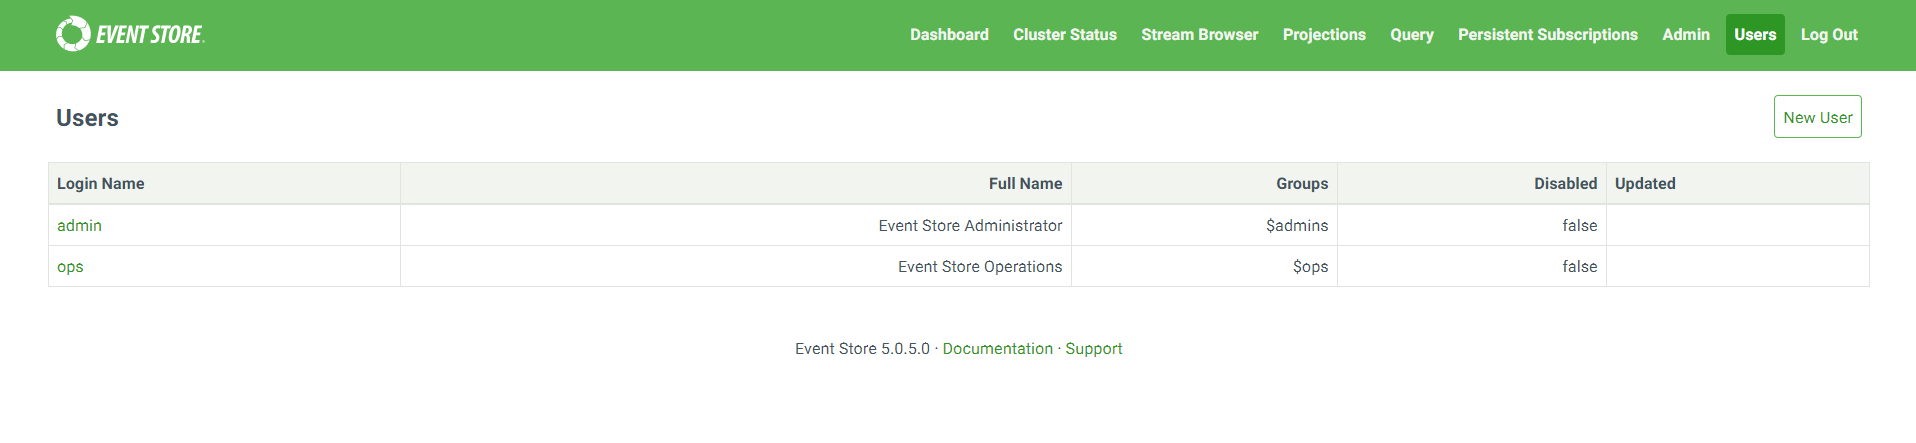 EVENT STORE
Dashboard Cluster Status Stream Browser Projections Query Persistent Subscriptions Admin Users Log Out
Users New User
Login Name Full Name Groups Disabled Updated
admin Event Store Administrator $admins false
ops Event Store Operations $ops false
Event Store 5.0.5.0 · Documentation · Support